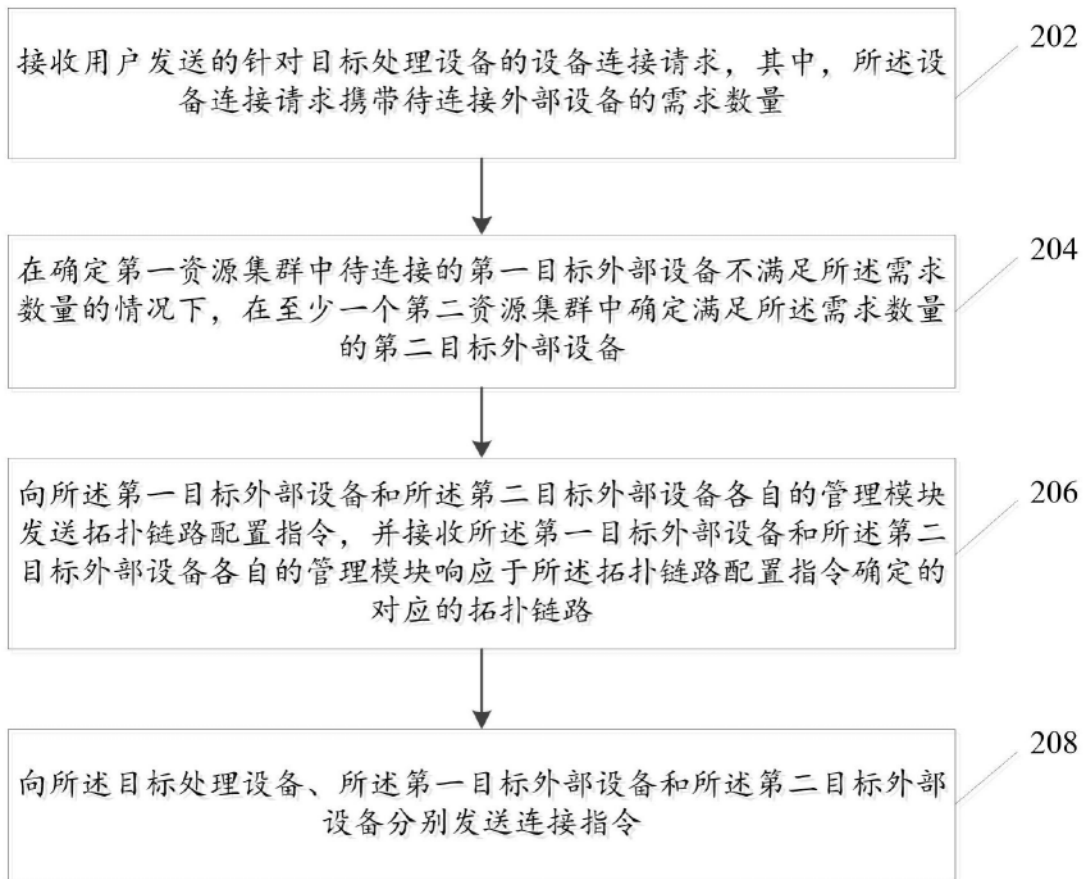 接收用户发送的针对目标处理设备的设备连接请求，其中，所述设
备连接请求携带待连接外部设备的需求数量
202
在确定第一资源集群中待连接的第一目标外部设备不满足所述需求
数量的情况下，在至少一个第二资源集群中确定满足所述需求数量
的第二目标外部设备
204
向所述第一目标外部设备和所述第二目标外部设备各自的管理模块
发送拓扑链路配置指令，并接收所述第一目标外部设备和所述第二
目标外部设备各自的管理模块响应于所述拓扑链路配置指令确定的
对应的拓扑链路
206
向所述目标处理设备、所述第一目标外部设备和所述第二目标外部
设备分别发送连接指令
208